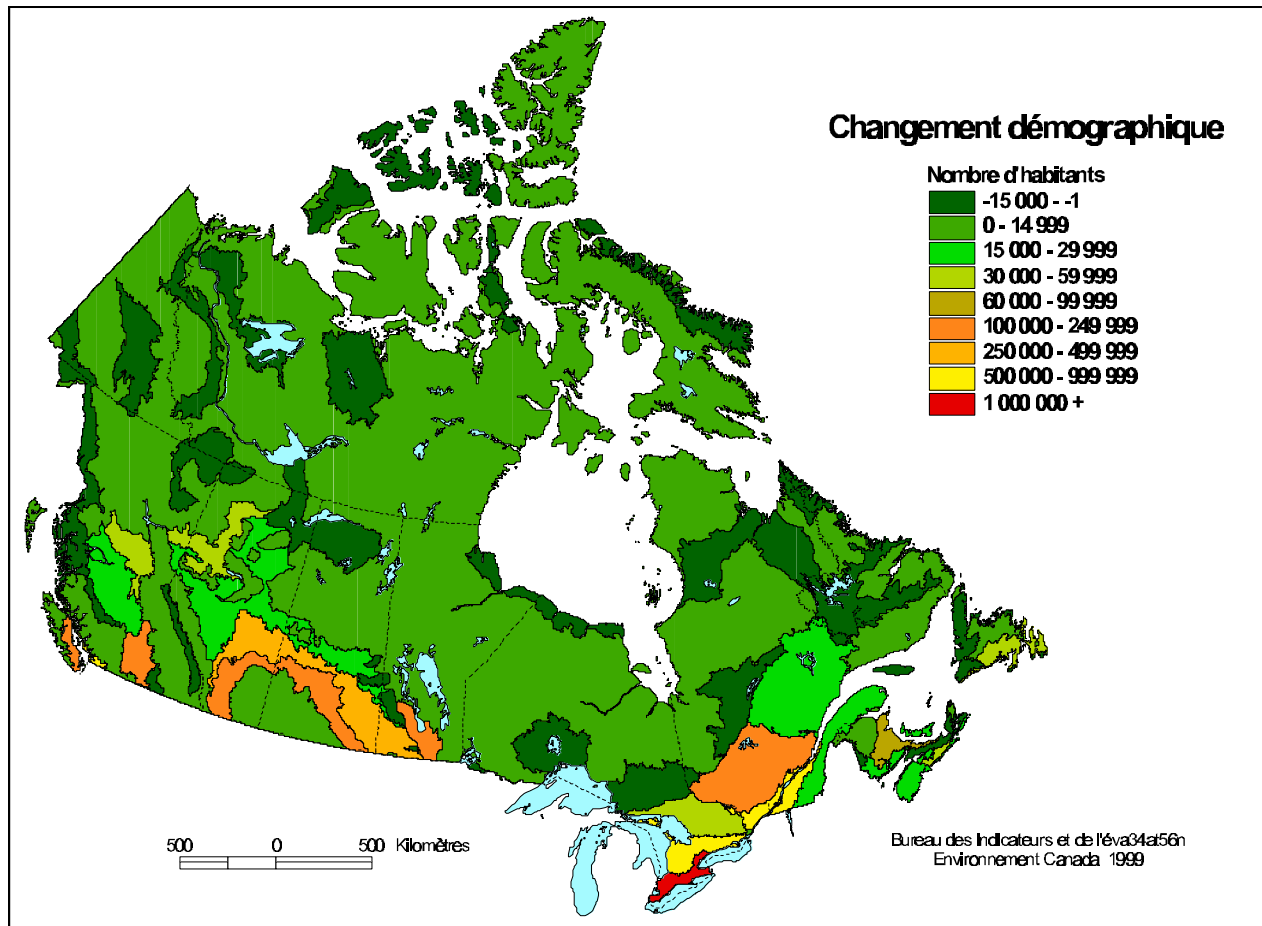 Changement démographique
Nombre d'habitants
-15 000 - -1
0 - 14 999
15 000 - 29 999
30 000 - 59 999
60 000 - 99 999
100 000 - 249 999
250 000 - 499 999
500 000 - 999 999
1 000 000 +
500 0 500 Kilomètres
Bureau des Indicateurs et de l'éva34at56n
Environnement Canada 1999